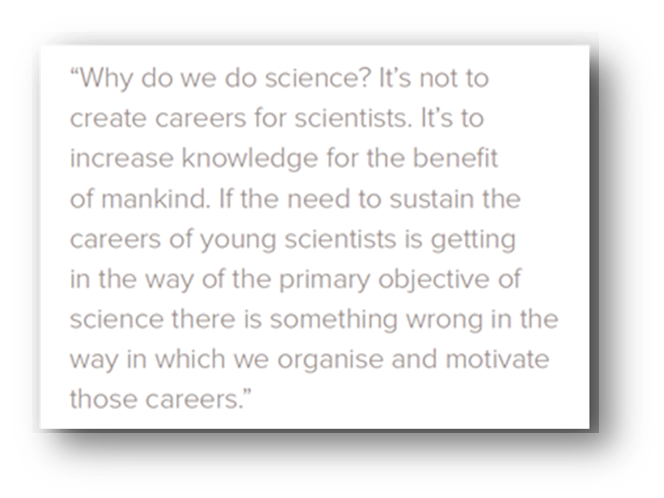 “Why do we do science? It’s not to
create careers for scientists. It’s to
increase knowledge for the benefit
of mankind. If the need to sustain the
careers of young scientists is getting
in the way of the primary objective of
science there is something wrong in the
way in which we organise and motivate
those careers.”